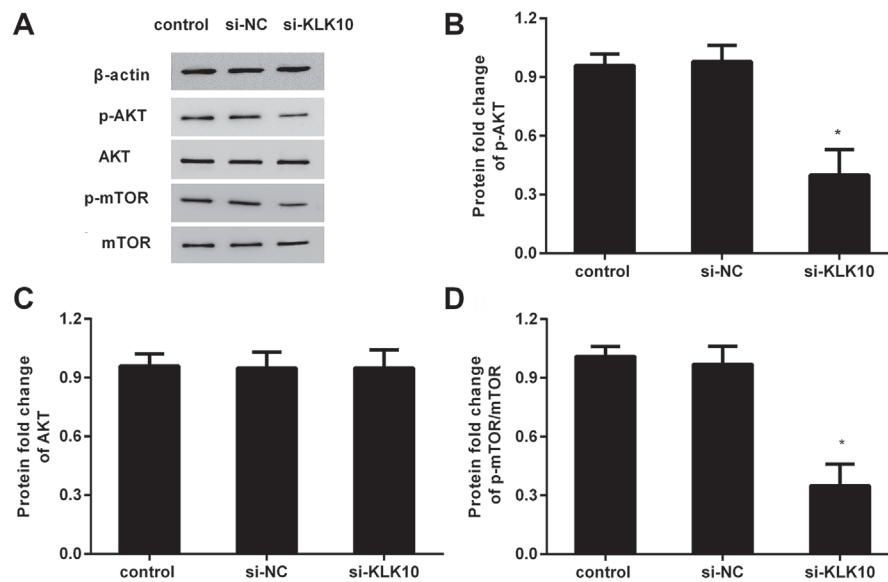 A
control si-NC si-KLK10
β-actin
p-AKT
AKT
p-mTOR
mTOR
B
Protein fold change
of p-AKT
1.2
0.9
0.6
0.3
0.0
*
control si-NC si-KLK10
C
Protein fold change
of AKT
1.2
0.9
0.6
0.3
0.0
control si-NC si-KLK10
D
Protein fold change
of p-mTOR/mTOR
1.2
0.9
0.6
0.3
0.0
*
control si-NC si-KLK10